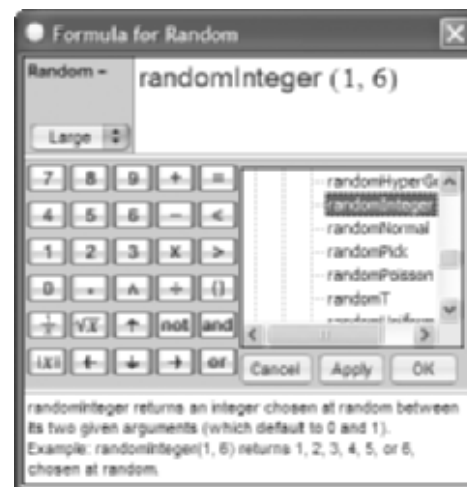 Formula for Random
Random =
randomInteger (1, 6)
Large
7 8 9 + =
4 5 6 − <
1 2 3 x >
0 . ^ ÷ ()
√x ↑ not and
|x| ← ↓ → or
randomHyperGe
randomInteger
randomNormal
randomPick
randomPoisson
randomT
randomUniform
Cancel Apply OK
randomInteger returns an integer chosen at random between
its two given arguments (which default to 0 and 1).
Example: randomInteger(1, 6) returns 1, 2, 3, 4, 5, or 6,
chosen at random.